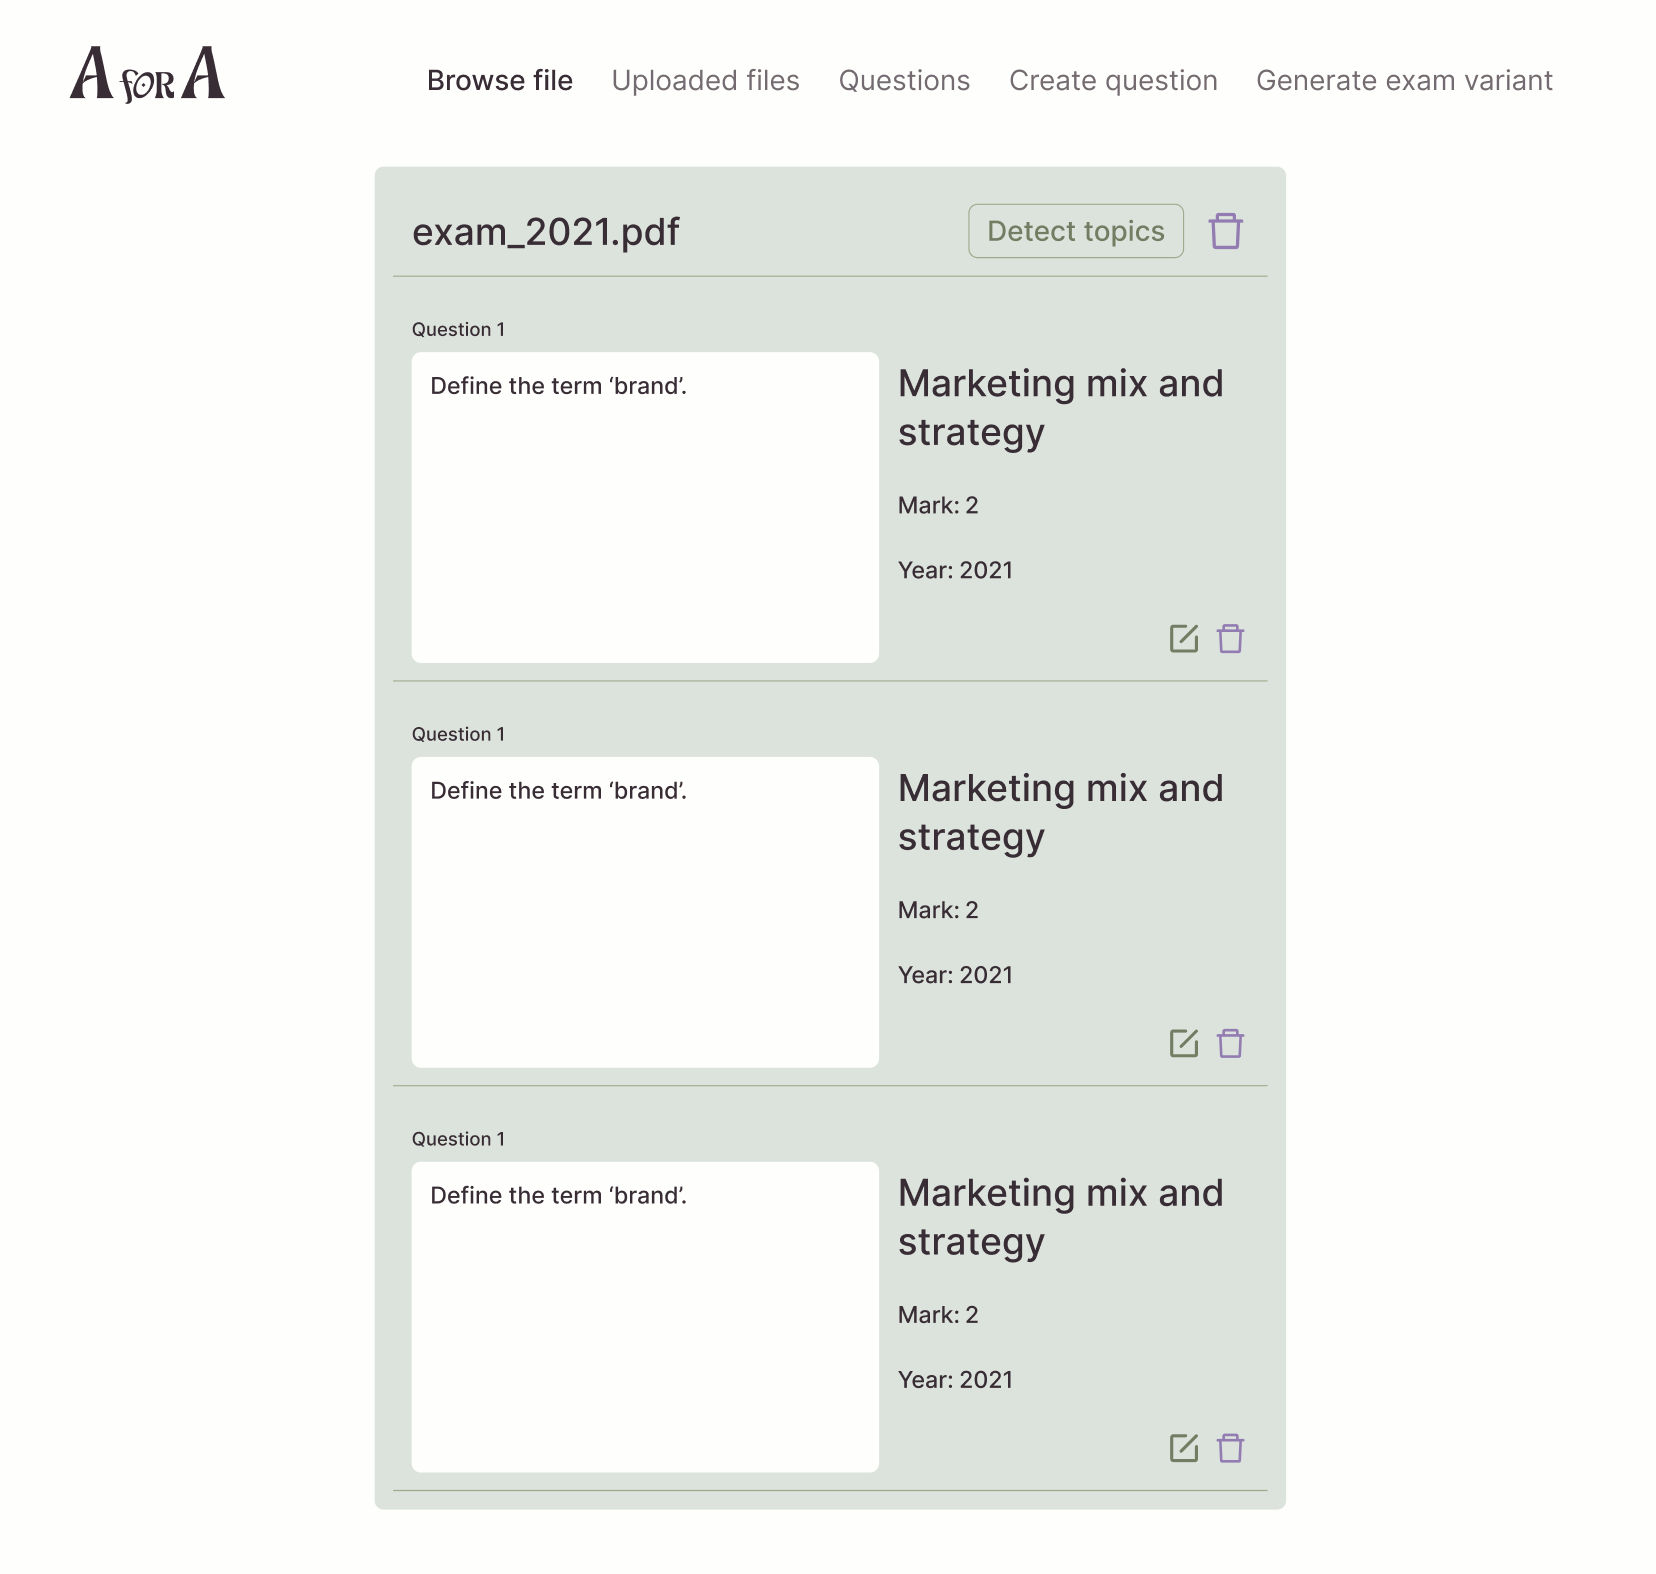 A for A
Browse file
Uploaded files
Questions
Create question
Generate exam variant
exam_2021.pdf
Detect topics
Question 1
Define the term ‘brand’.
Marketing mix and
strategy
Mark: 2
Year: 2021
Question 1
Define the term ‘brand’.
Marketing mix and
strategy
Mark: 2
Year: 2021
Question 1
Define the term ‘brand’.
Marketing mix and
strategy
Mark: 2
Year: 2021